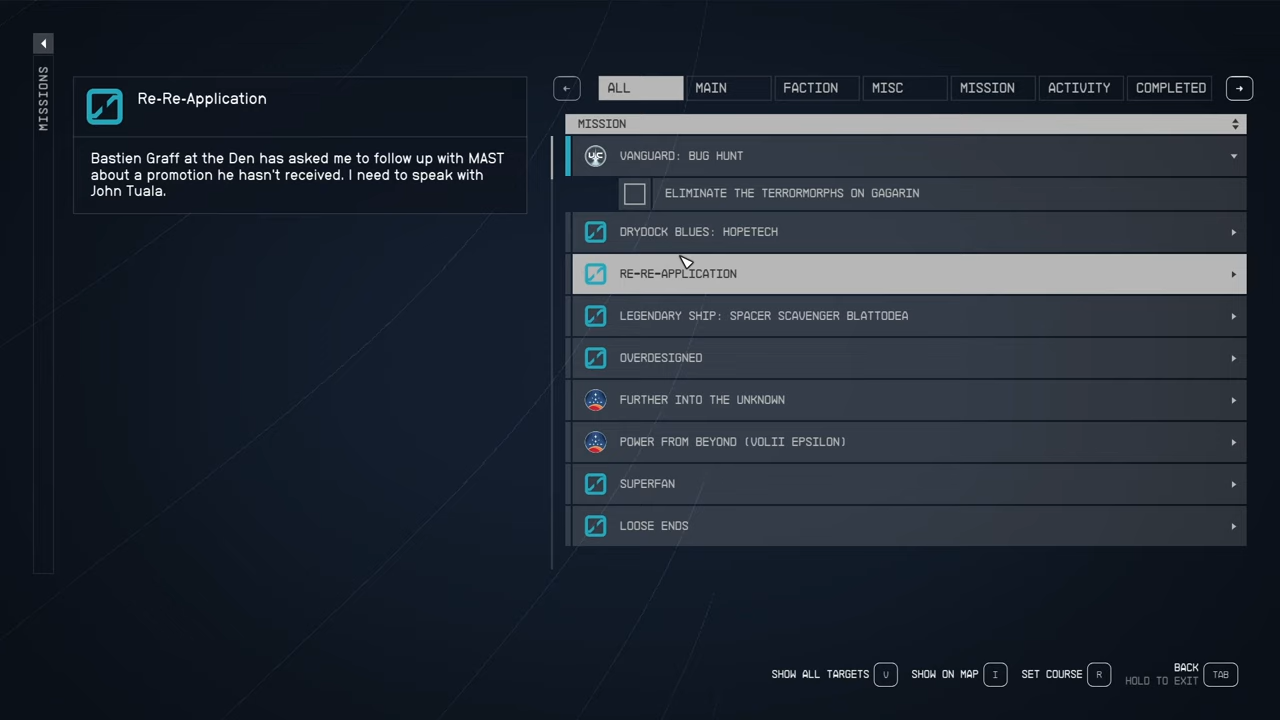 MISSIONS
Re-Re-Application
Bastien Graff at the Den has asked me to follow up with MAST
about a promotion he hasn't received. I need to speak with
John Tuala.
ALL MAIN FACTION MISC MISSION ACTIVITY COMPLETED
MISSION
VANGUARD: BUG HUNT
ELIMINATE THE TERRORMORPHS ON GAGARIN
DRYDOCK BLUES: HOPETECH
RE-RE-APPLICATION
LEGENDARY SHIP: SPACER SCAVENGER BLATTODEA
OVERDESIGNED
FURTHER INTO THE UNKNOWN
POWER FROM BEYOND (VOLII EPSILON)
SUPERFAN
LOOSE ENDS
SHOW ALL TARGETS V SHOW ON MAP I SET COURSE R BACK TAB
HOLD TO EXIT